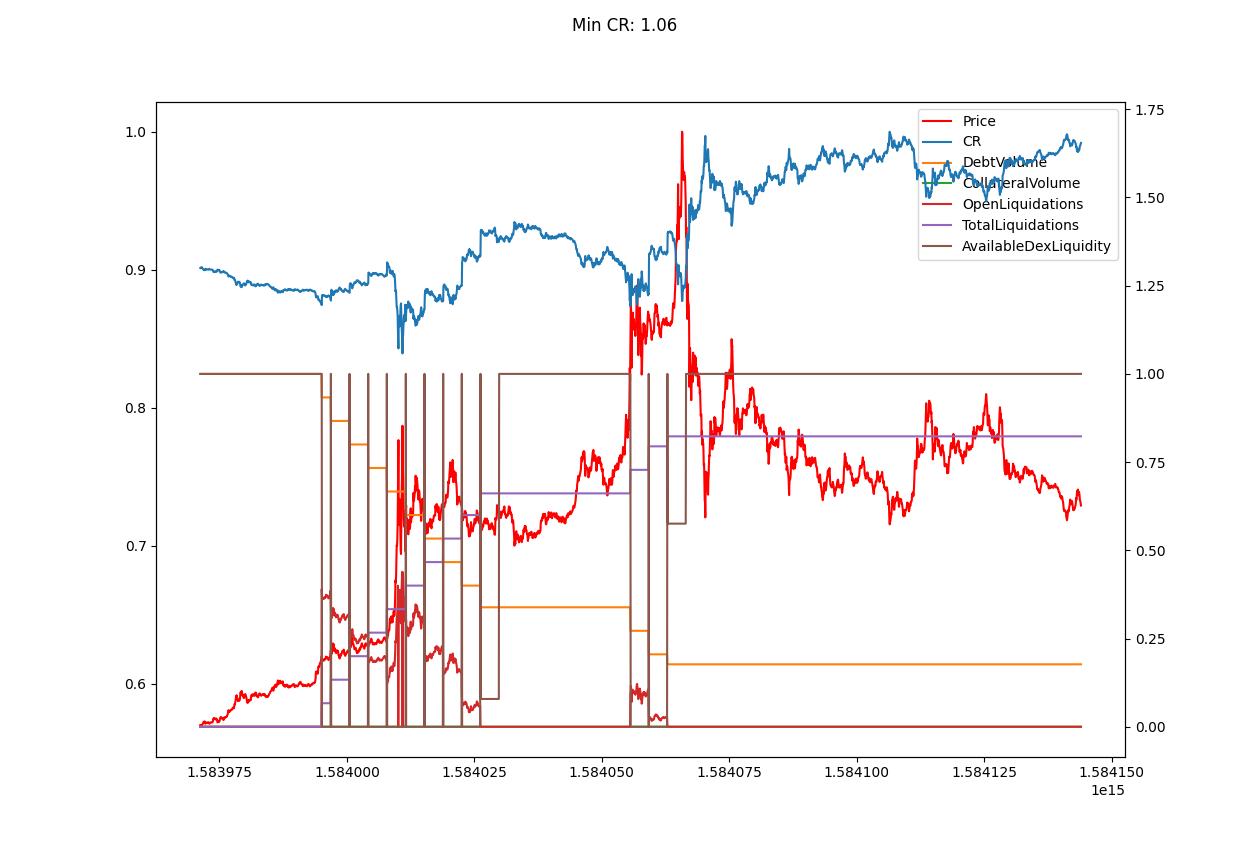 Min CR: 1.06
1.0
0.9
0.8
0.7
0.6
1.75
1.50
1.25
1.00
0.75
0.50
0.25
0.00
Price
CR
DebtVolume
CollateralVolume
OpenLiquidations
TotalLiquidations
AvailableDexLiquidity
1.583975 1.584000 1.584025 1.584050 1.584075 1.584100 1.584125 1.584150
1e15